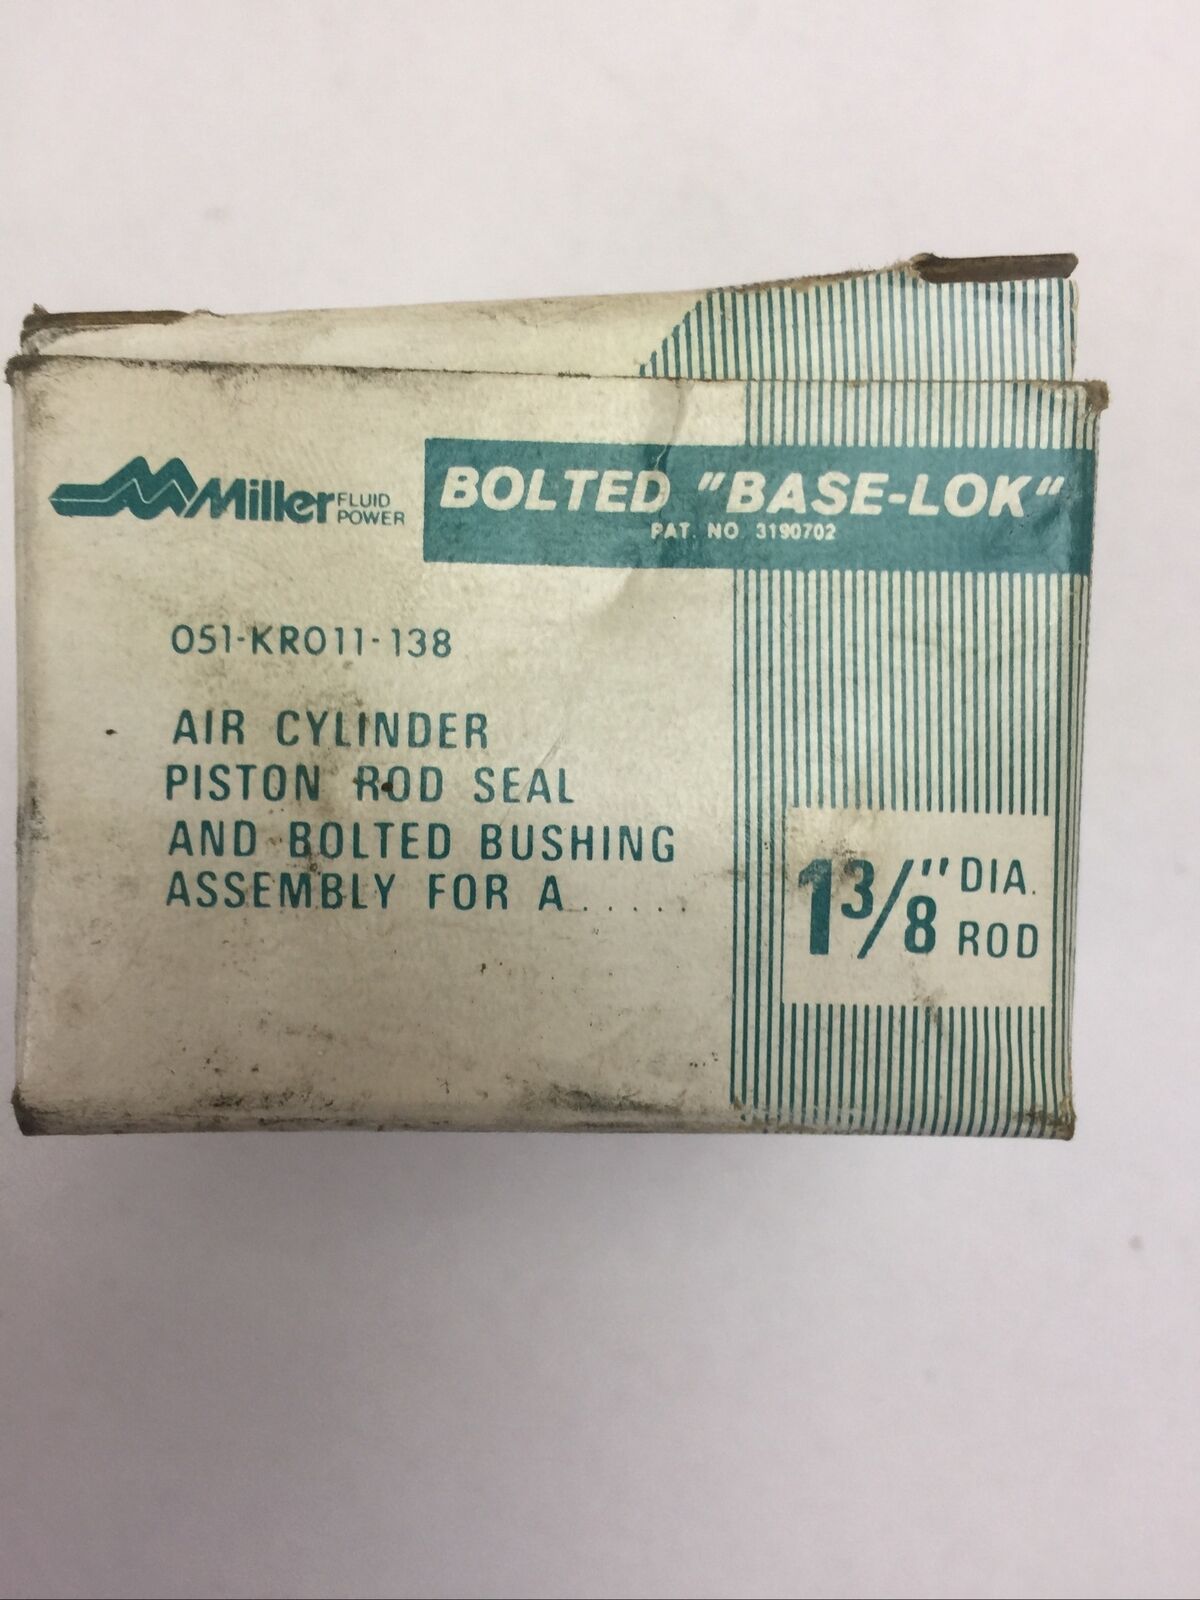 Miller FLUID POWER
BOLTED "BASE-LOK"
PAT. NO. 3190702
051-KR011-138
AIR CYLINDER
PISTON ROD SEAL
AND BOLTED BUSHING
ASSEMBLY FOR A.....
1 3/8" DIA.
ROD